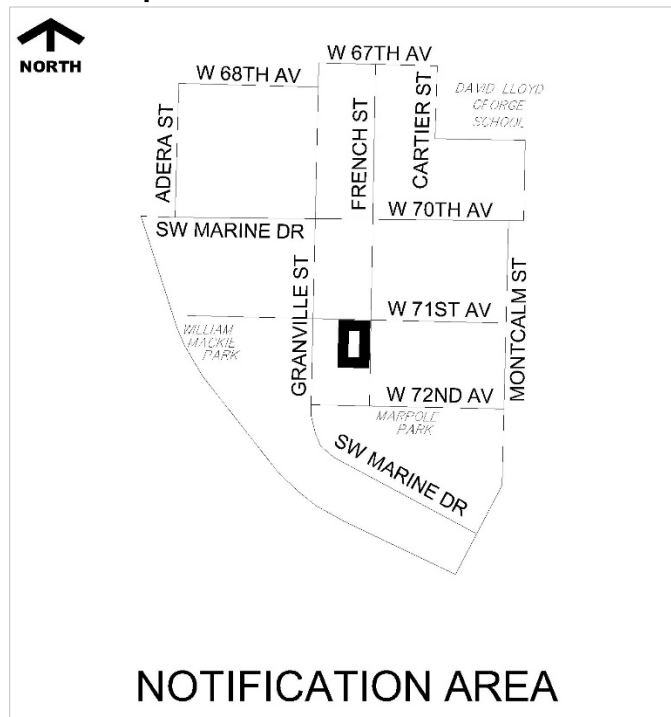 NORTH
W 67TH AV
W 68TH AV
ADERA ST
FRENCH ST
CARTIER ST
DAVID LLOYD
GEORGE
SCHOOL
W 70TH AV
SW MARINE DR
GRANVILLE ST
MONTCALM ST
W 71ST AV
WILLIAM
MACKIE
PARK
W 72ND AV
MARPOLE
PARK
SW MARINE DR
NOTIFICATION AREA